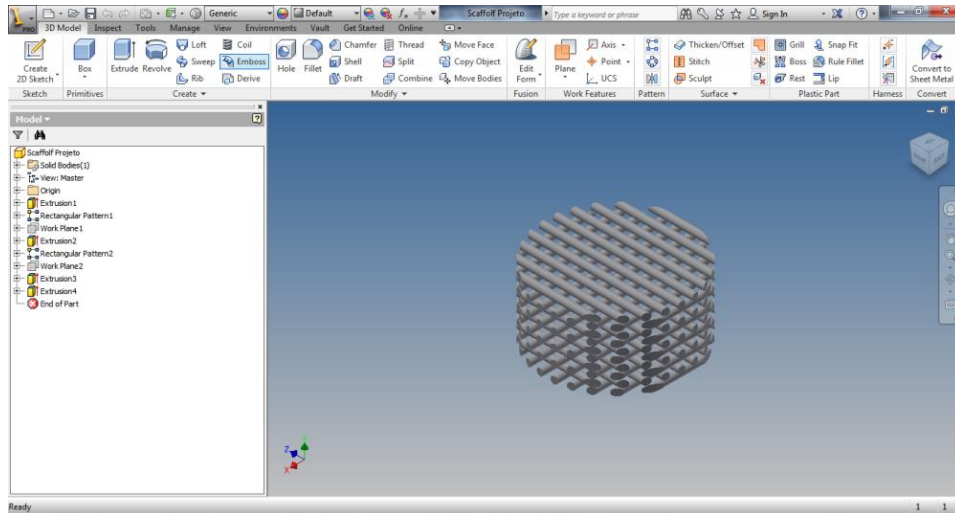 Generic Default Scaffolf Projeto Type a keyword or phrase Sign In
PRO 3D Model Inspect Tools Manage View Environments Vault Get Started Online
Create 2D Sketch
Box
Extrude Revolve
Loft Coil
Sweep Emboss
Rib Derive
Hole Fillet
Chamfer Thread Move Face
Shell Split Copy Object
Draft Combine Move Bodies
Edit Form
Plane
Axis
Point
UCS
Thicken/Offset
Stitch
Sculpt
Grill Snap Fit
Boss Rule Fillet
Rest Lip
Convert to Sheet Metal
Sketch Primitives Create Modify Fusion Work Features Pattern Surface Plastic Part Harness Convert
Model
Scaffolf Projeto
Solid Bodies(1)
View: Master
Origin
Extrusion1
Rectangular Pattern1
Work Plane1
Extrusion2
Rectangular Pattern2
Work Plane2
Extrusion3
Extrusion4
End of Part
Z
X
Ready 1 1